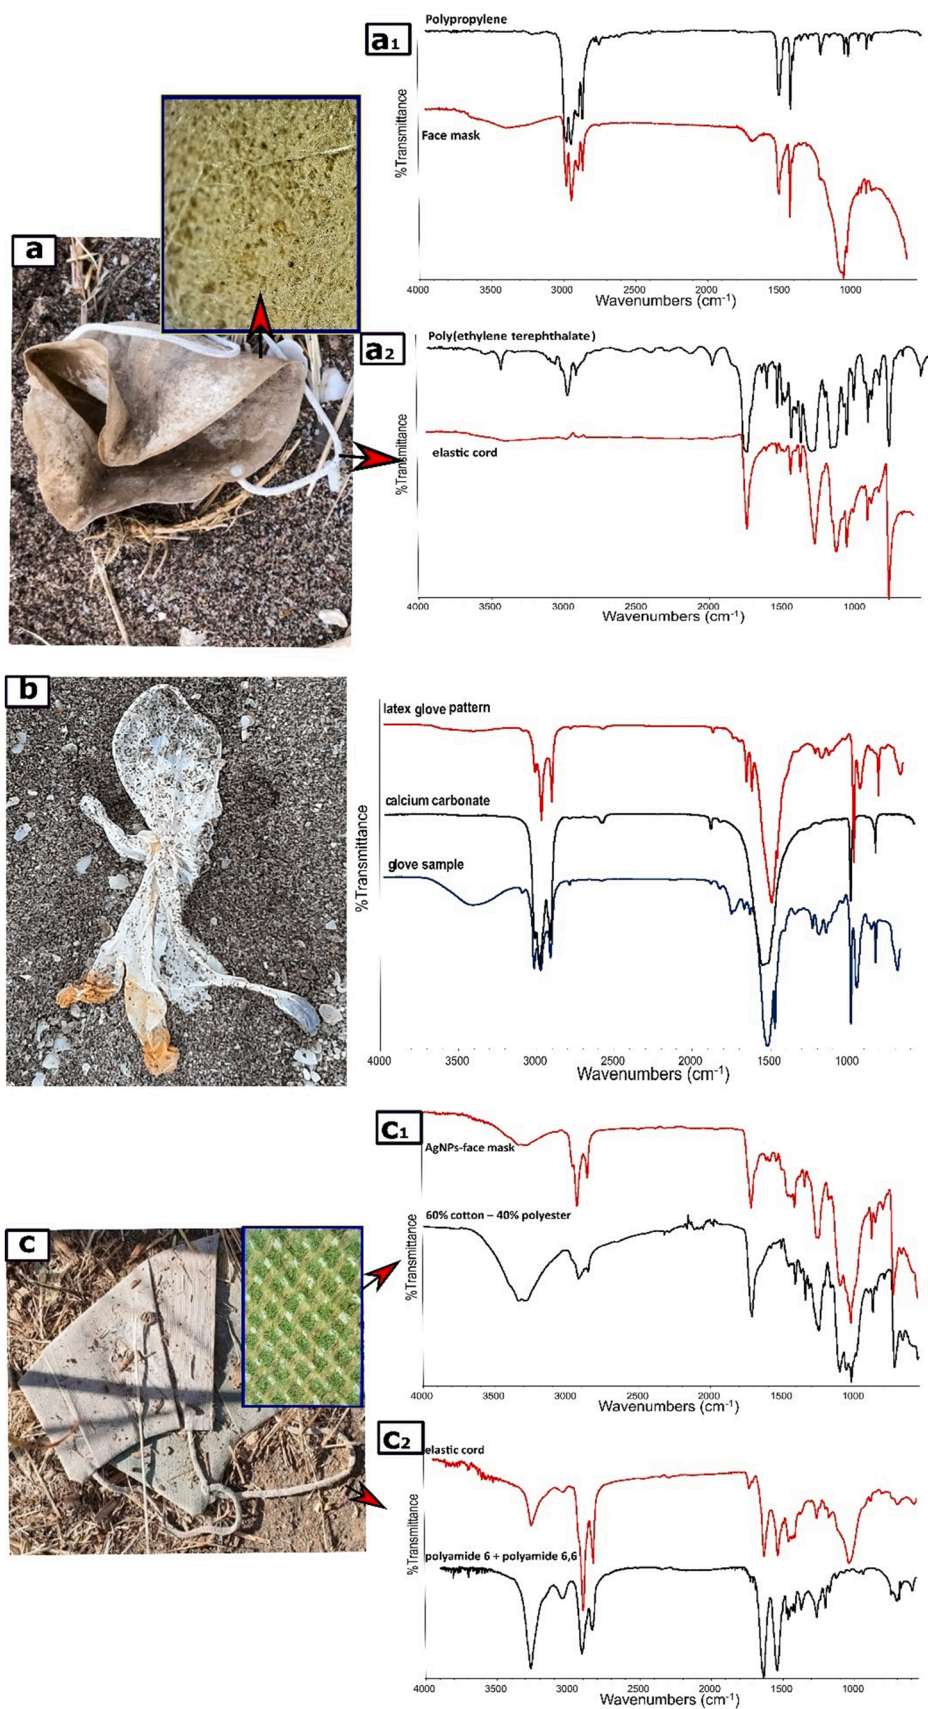 a₁
Polypropylene
Face mask
%Transmittance
4000 3500 3000 2500 2000 1500 1000
Wavenumbers (cm⁻¹)
a
a₂
Poly(ethylene terephthalate)
elastic cord
%Transmittance
4000 3500 3000 2500 2000 1500 1000
Wavenumbers (cm⁻¹)
b
latex glove pattern
calcium carbonate
glove sample
%Transmittance
4000 3500 3000 2500 2000 1500 1000
Wavenumbers (cm⁻¹)
c₁
AgNPs-face mask
60% cotton – 40% polyester
%Transmittance
4000 3500 3000 2500 2000 1500 1000
Wavenumbers (cm⁻¹)
c
c₂
elastic cord
polyamide 6 + polyamide 6,6
%Transmittance
4000 3500 3000 2500 2000 1500 1000
Wavenumbers (cm⁻¹)